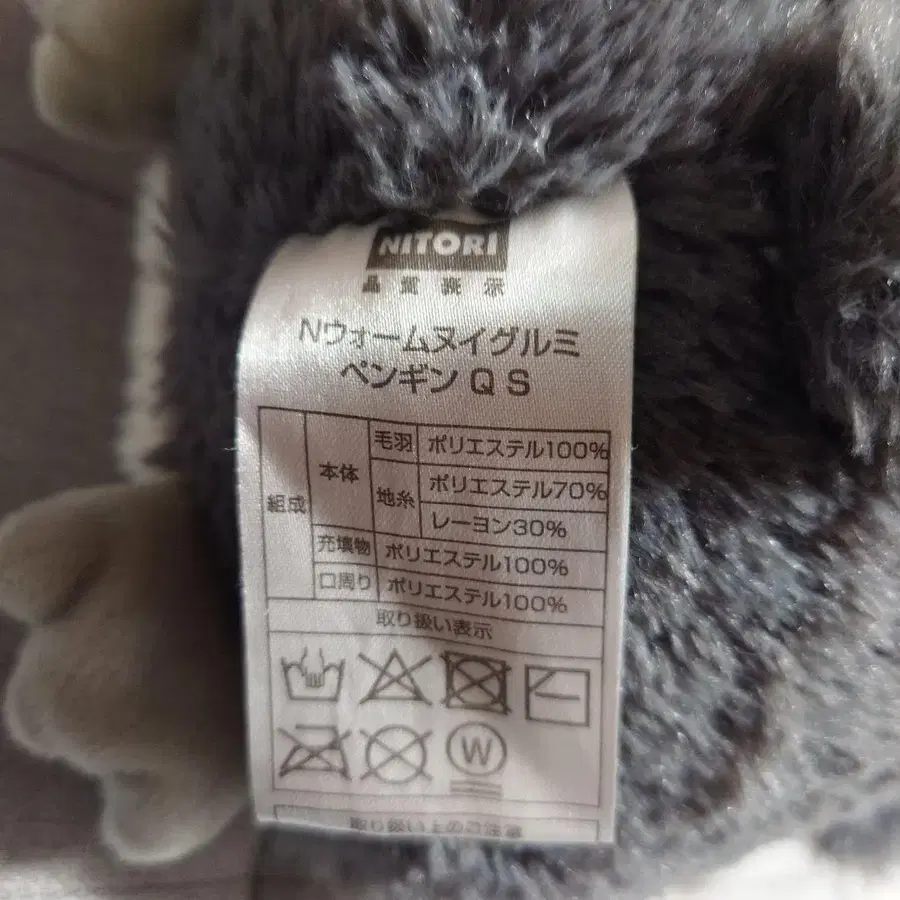 NITORI
品質表示
Nウォームヌイグルミ
ペンギン Q S
組成
本体
毛羽
ポリエステル100%
地糸
ポリエステル70%
レーヨン30%
充填物
ポリエステル100%
口周り
ポリエステル100%
取り扱い表示
W
取り扱い上のご注意